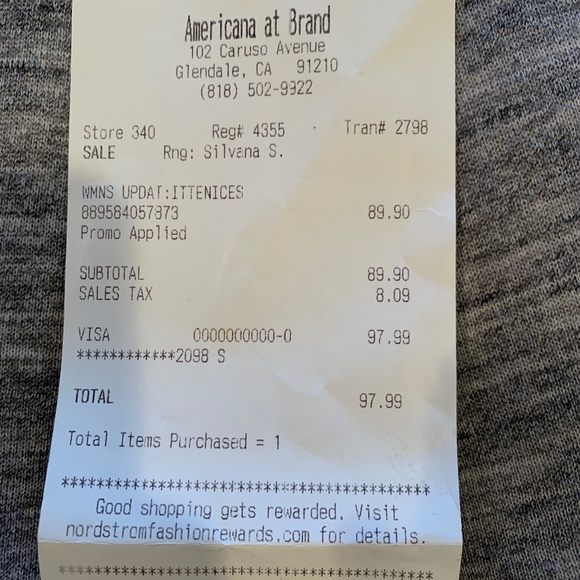 Americana at Brand
102 Caruso Avenue
Glendale, CA 91210
(818) 502-9922
Store 340 Reg# 4355 Tran# 2798
SALE Rng: Silvana S.
WMNS UPDAT:ITTENICES
889584057873
89.90
Promo Applied
SUBTOTAL 89.90
SALES TAX 8.09
VISA 0000000000-0 97.99
************2098 S
TOTAL 97.99
Total Items Purchased = 1
********************************************
Good shopping gets rewarded. Visit
nordstromfashionrewards.com for details.
********************************************